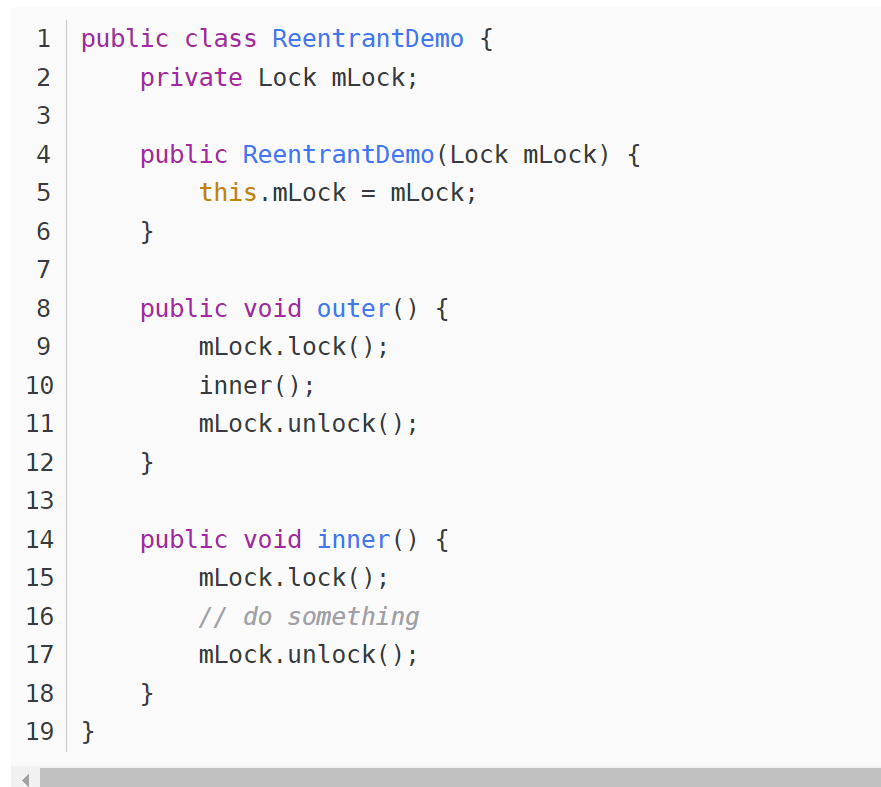 1 public class ReentrantDemo {
2     private Lock mLock;
3
4     public ReentrantDemo(Lock mLock) {
5         this.mLock = mLock;
6     }
7
8     public void outer() {
9         mLock.lock();
10         inner();
11         mLock.unlock();
12     }
13
14     public void inner() {
15         mLock.lock();
16         // do something
17         mLock.unlock();
18     }
19 }